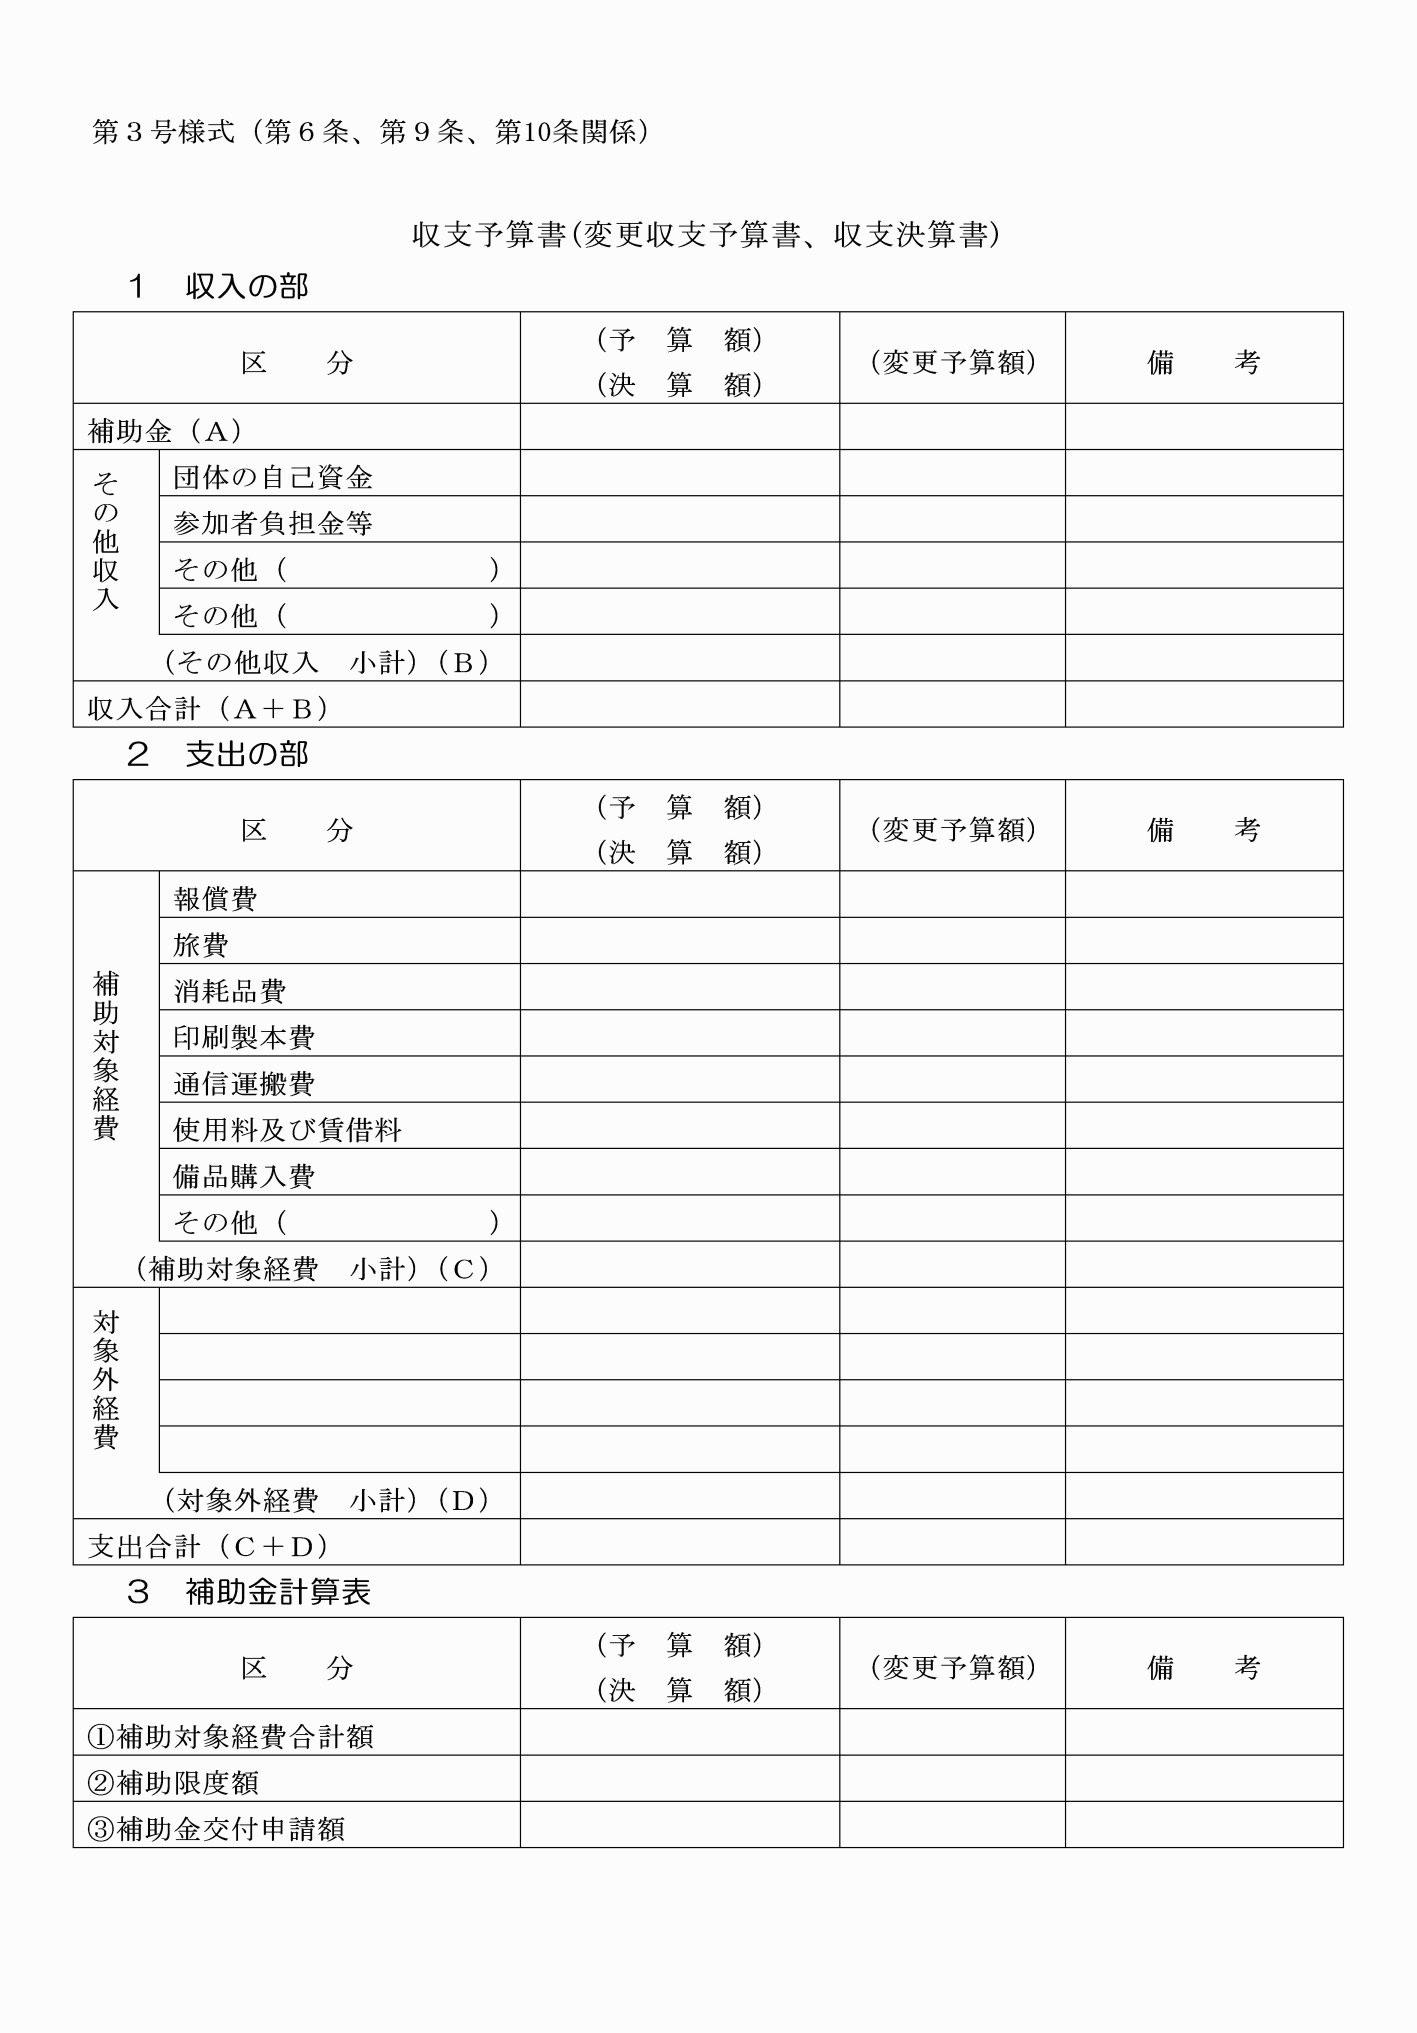 第３号様式（第６条、第９条、第10条関係）
収支予算書(変更収支予算書、収支決算書)
１　収入の部
区　　分
（予　算　額）
（決　算　額）
（変更予算額）
備　　考
補助金（Ａ）
その他収入
団体の自己資金
参加者負担金等
その他（　　　　　　　）
その他（　　　　　　　）
（その他収入　小計）（Ｂ）
収入合計（Ａ＋Ｂ）
２　支出の部
区　　分
（予　算　額）
（決　算　額）
（変更予算額）
備　　考
補助対象経費
報償費
旅費
消耗品費
印刷製本費
通信運搬費
使用料及び賃借料
備品購入費
その他（　　　　　　　）
（補助対象経費　小計）（Ｃ）
対象外経費
（対象外経費　小計）（Ｄ）
支出合計（Ｃ＋Ｄ）
３　補助金計算表
区　　分
（予　算　額）
（決　算　額）
（変更予算額）
備　　考
①補助対象経費合計額
②補助限度額
③補助金交付申請額